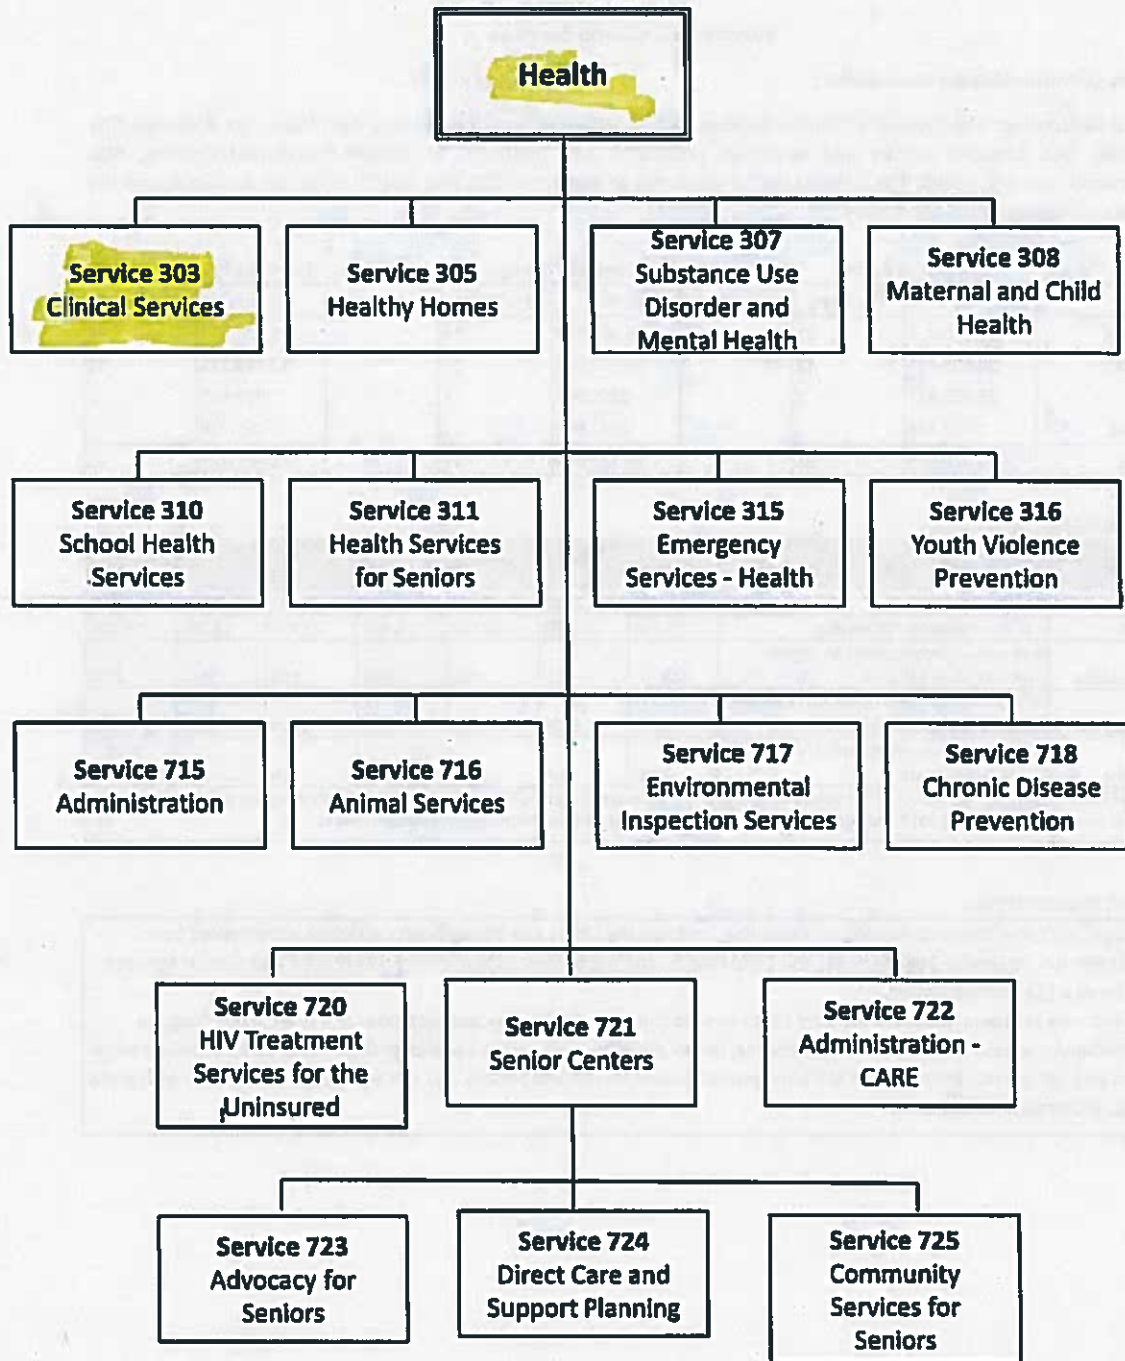 Health
Service 303
Clinical Services
Service 305
Healthy Homes
Service 307
Substance Use
Disorder and
Mental Health
Service 308
Maternal and Child
Health
Service 310
School Health
Services
Service 311
Health Services
for Seniors
Service 315
Emergency
Services - Health
Service 316
Youth Violence
Prevention
Service 715
Administration
Service 716
Animal Services
Service 717
Environmental
Inspection Services
Service 718
Chronic Disease
Prevention
Service 720
HIV Treatment
Services for the
Uninsured
Service 721
Senior Centers
Service 722
Administration -
CARE
Service 723
Advocacy for
Seniors
Service 724
Direct Care and
Support Planning
Service 725
Community
Services for
Seniors